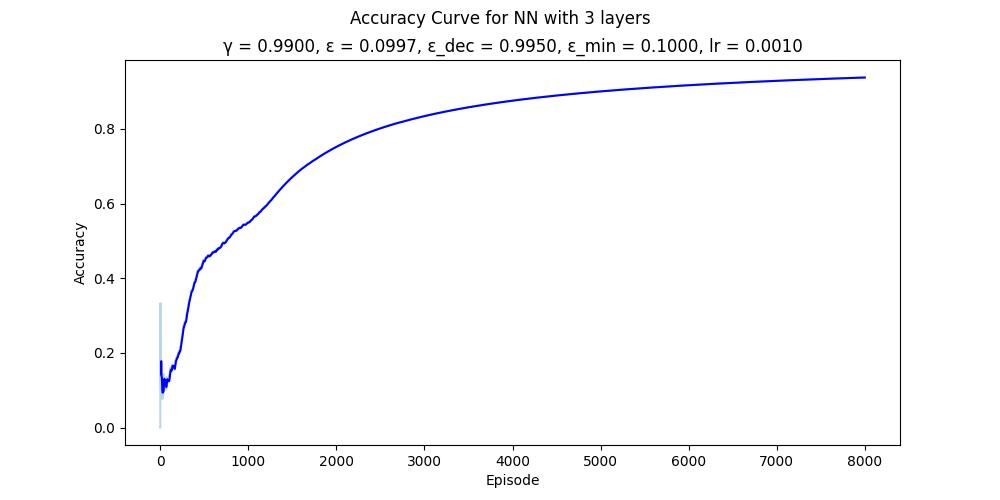 Accuracy Curve for NN with 3 layers
γ = 0.9900, ε = 0.0997, ε_dec = 0.9950, ε_min = 0.1000, lr = 0.0010
Accuracy
0.8
0.6
0.4
0.2
0.0
0 1000 2000 3000 4000 5000 6000 7000 8000
Episode